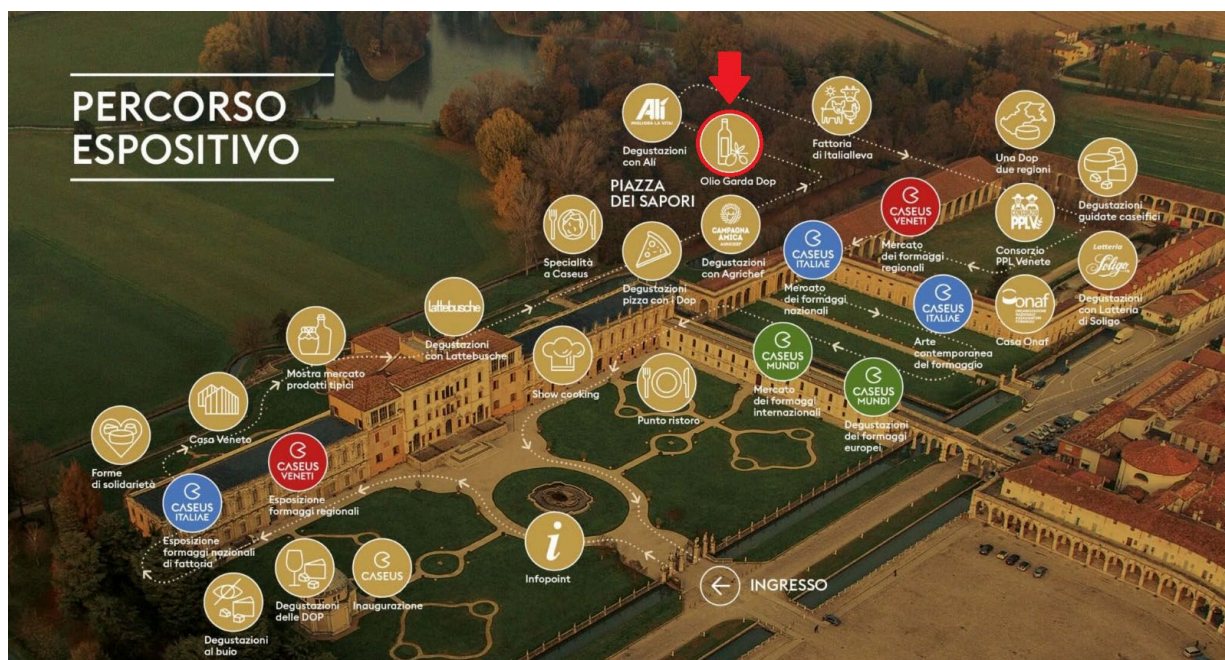 PERCORSO
ESPOSITIVO
Alí
Degustazioni
con Alí
Olio Garda Dop
Fattoria
di Italialleva
Una Dop
due regioni
Degustazioni
guidate caseifici
PIAZZA
DEI SAPORI
Specialità
a Caseus
Degustazioni
pizza con i Dop
CAMPAGNA
AMICA
AGRICHEF
Degustazioni
con Agrichef
CASEUS
ITALIAE
Mercato
dei formaggi
nazionali
CASEUS
VENETI
Mercato
dei formaggi
regionali
PPLV
Consorzio
PPL Venete
Latteria
Soligo
Degustazioni
con Latteria
di Soligo
CASEUS
ITALIAE
Arte
contemporanea
del formaggio
Onaf
Casa Onaf
lattebusche
Degustazioni
con Lattebusche
Mostra mercato
prodotti tipici
Show cooking
Punto ristoro
CASEUS
MUNDI
Mercato
dei formaggi
internazionali
CASEUS
MUNDI
Degustazioni
dei formaggi
europei
Casa Veneto
Forme
di solidarietà
CASEUS
ITALIAE
Esposizione
formaggi nazionali
di fattoria
CASEUS
VENETI
Esposizione
formaggi regionali
i
Infopoint
INGRESSO
Degustazioni
al buio
Degustazioni
delle DOP
CASEUS
Inaugurazione